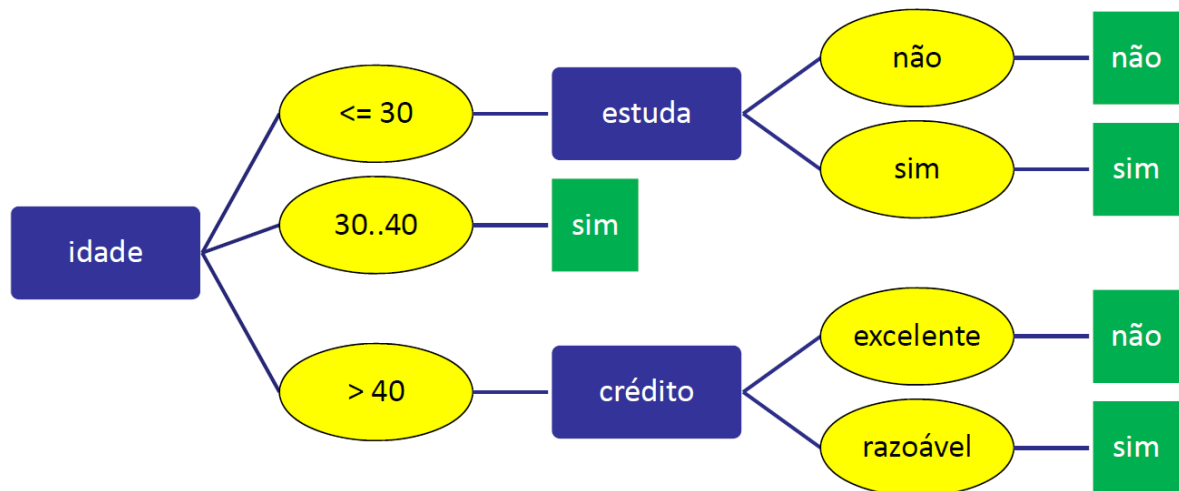 idade
<= 30
estuda
não
não
sim
sim
30..40
sim
> 40
crédito
excelente
não
razoável
sim